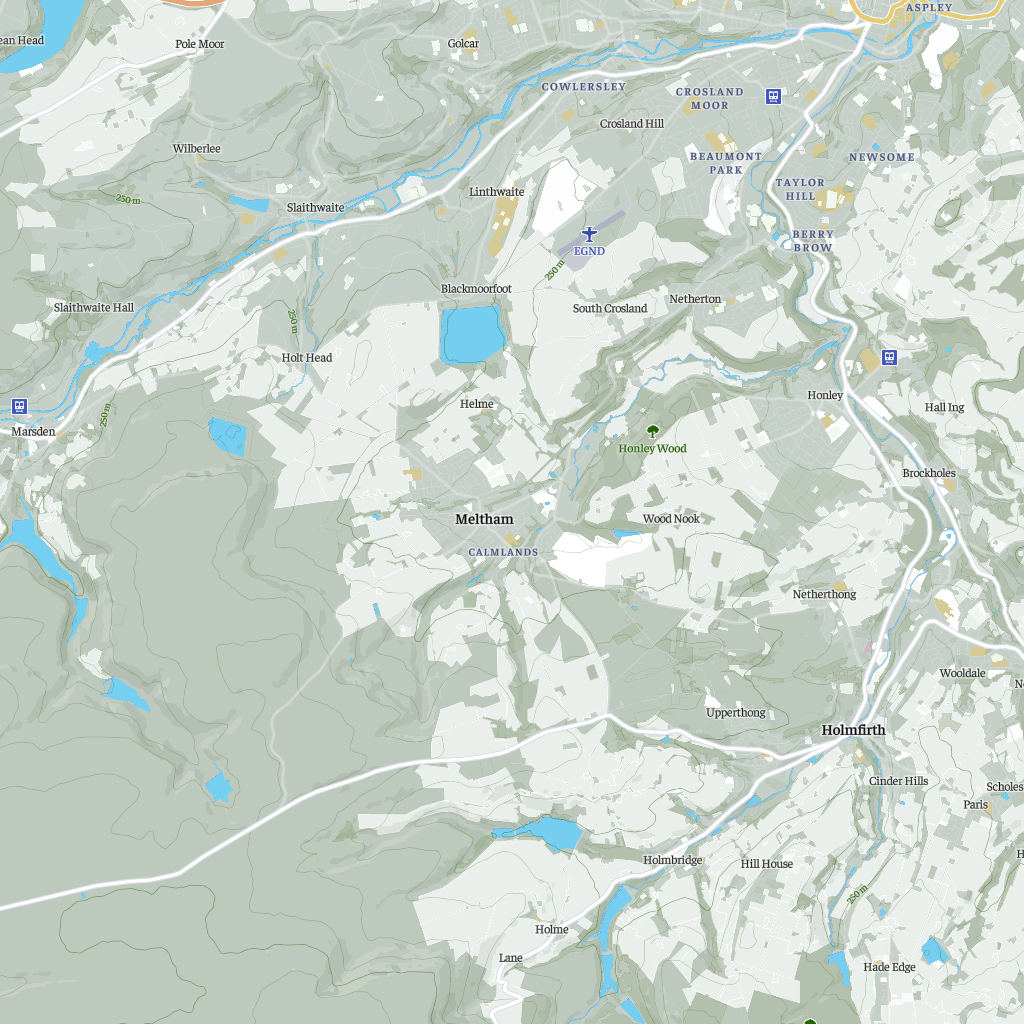 ASPLEY
ean Head
Pole Moor
Golcar
COWLERSLEY
CROSLAND
MOOR
Crosland Hill
Wilberlee
BEAUMONT
PARK
NEWSOME
TAYLOR
HILL
250 m
Linthwaite
Slaithwaite
BERRY
BROW
EGND
250 m
Blackmoorfoot
Netherton
Slaithwaite Hall
South Crosland
250 m
Holt Head
Honley
Helme
Hall Ing
250 m
Marsden
Honley Wood
Brockholes
Meltham
Wood Nook
CALMLANDS
Netherthong
Wooldale
Upperthong
Holmfirth
Cinder Hills
Scholes
Paris
Holmbridge
Hill House
250 m
Holme
Lane
Hade Edge